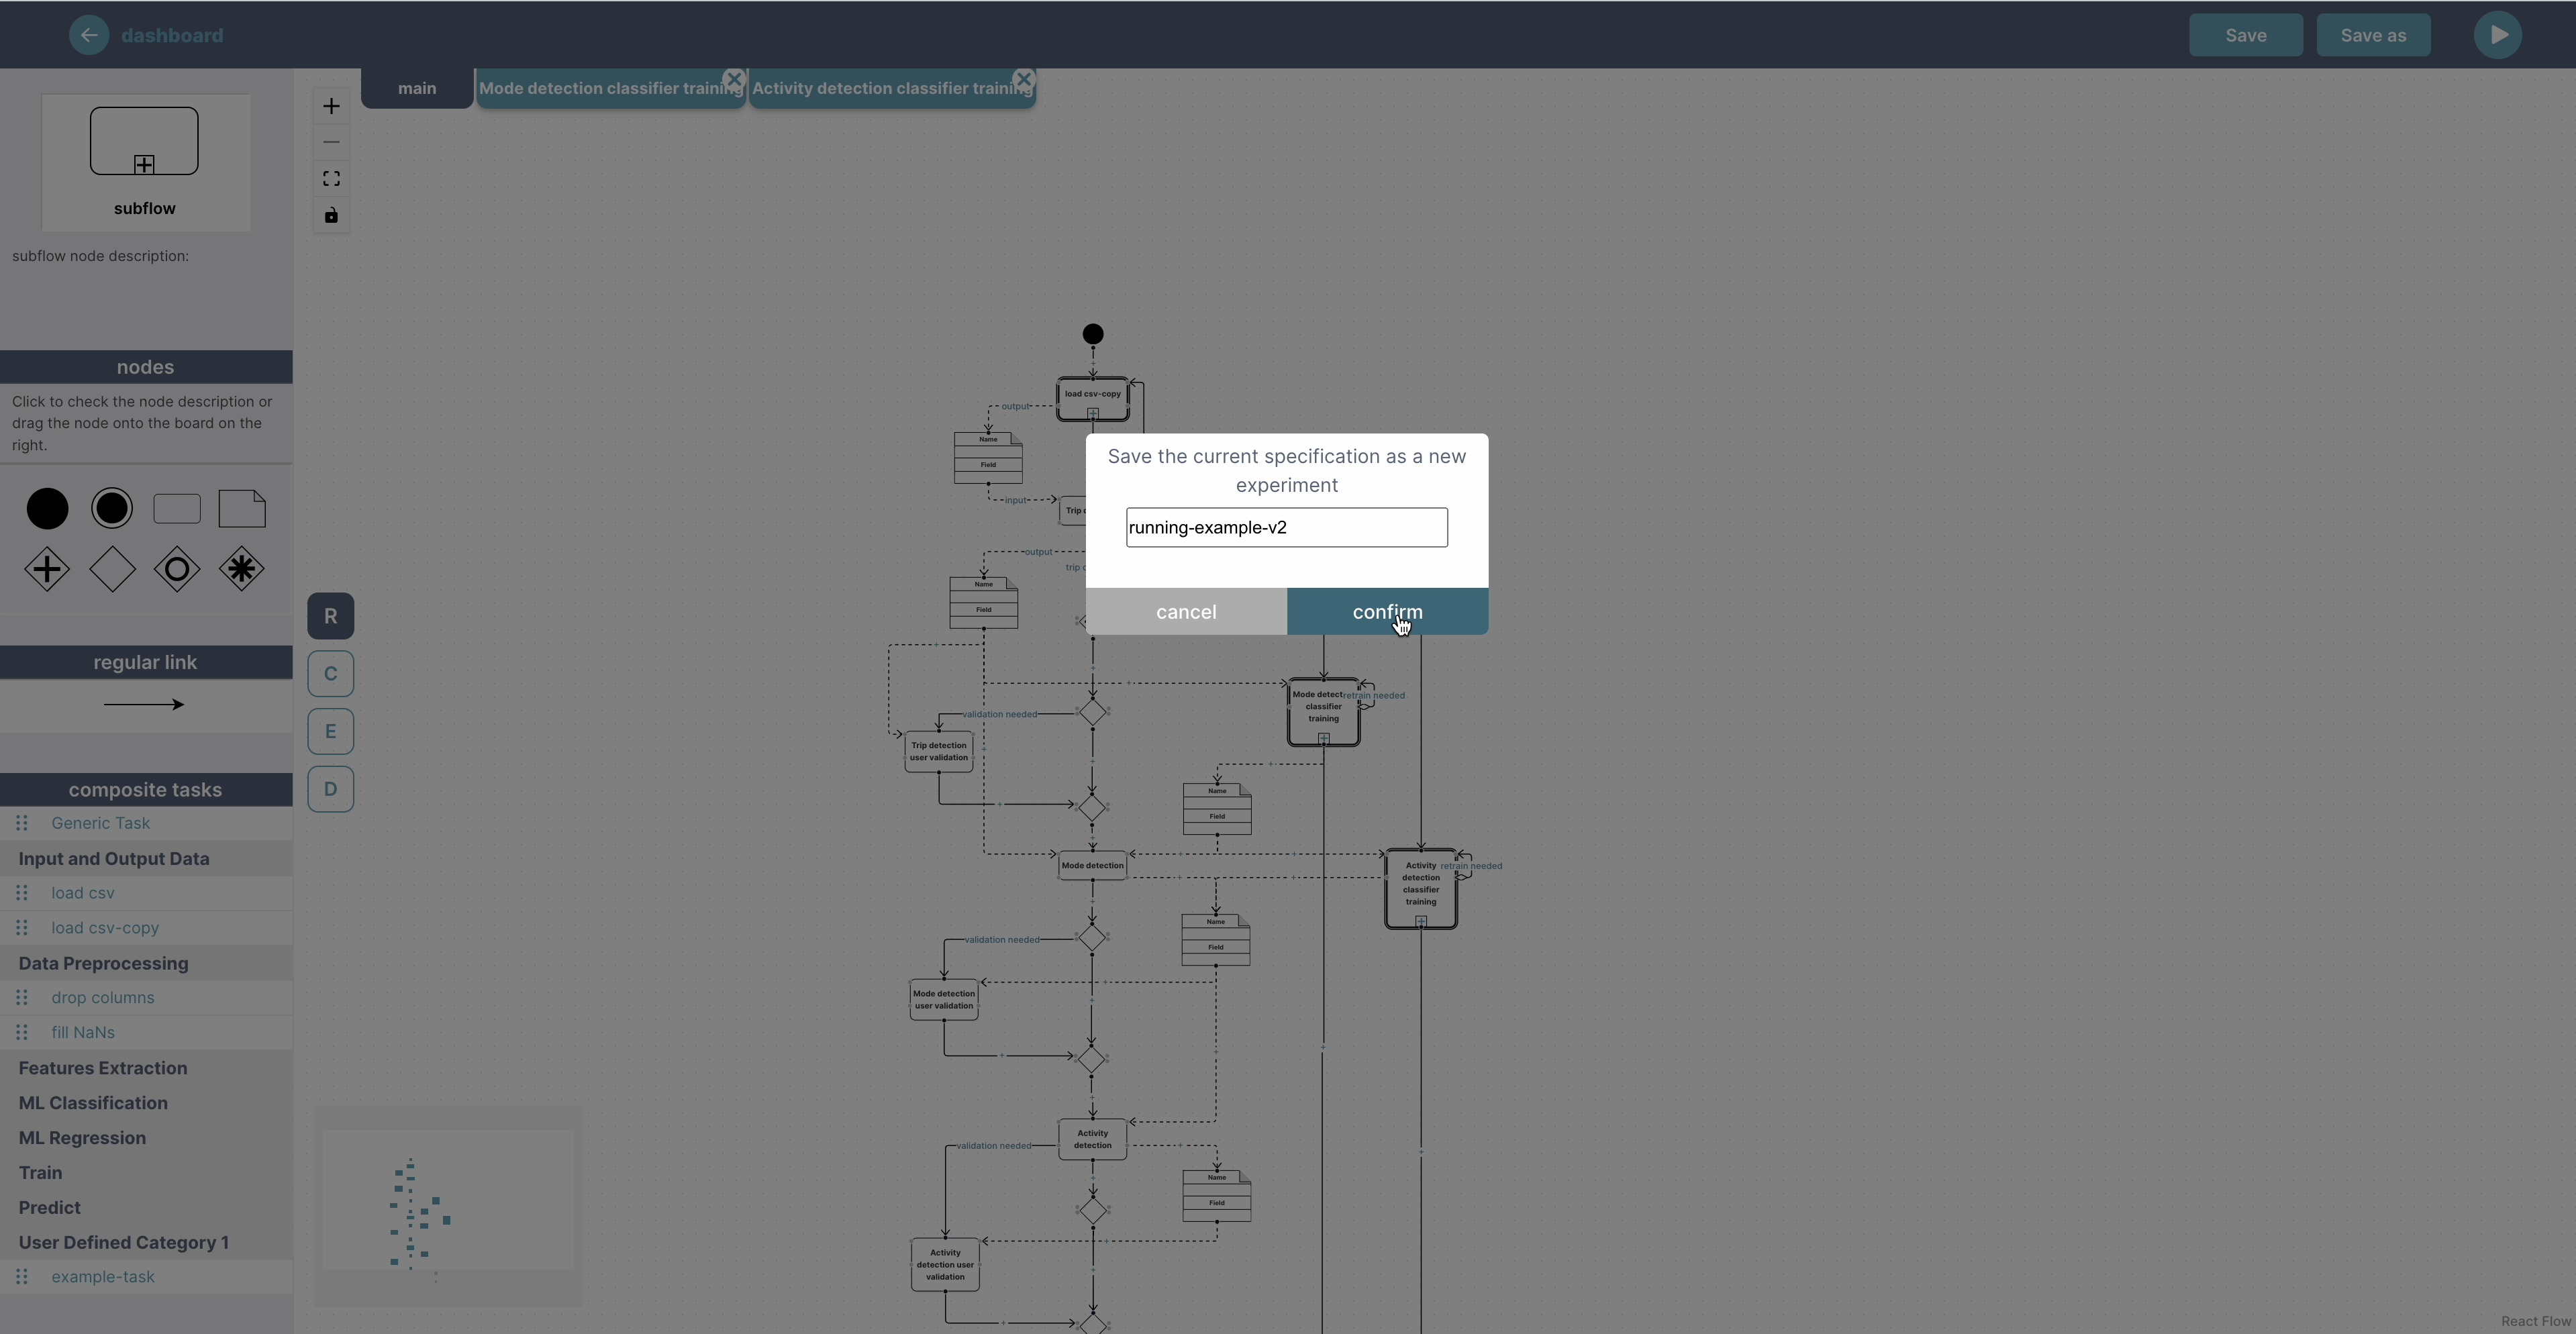 dashboard
Save
Save as
main
Mode detection classifier training
Activity detection classifier training
subflow
subflow node description:
nodes
Click to check the node description or
drag the node onto the board on the
right.
regular link
composite tasks
Generic Task
Input and Output Data
load csv
load csv-copy
Data Preprocessing
drop columns
fill NaNs
Features Extraction
ML Classification
ML Regression
Train
Predict
User Defined Category 1
example-task
R
C
E
D
load csv-copy
output
Name
Field
input
Trip
output
trip
Name
Field
Save the current specification as a new
experiment
running-example-v2
cancel
confirm
validation needed
Trip detection
user validation
Mode detect
classifier
training
retrain needed
Name
Field
Mode detection
Activity
detection
classifier
training
retrain needed
Name
Field
validation needed
Mode detection
user validation
Activity
detection
validation needed
Name
Field
Activity
detection user
validation
React Flow